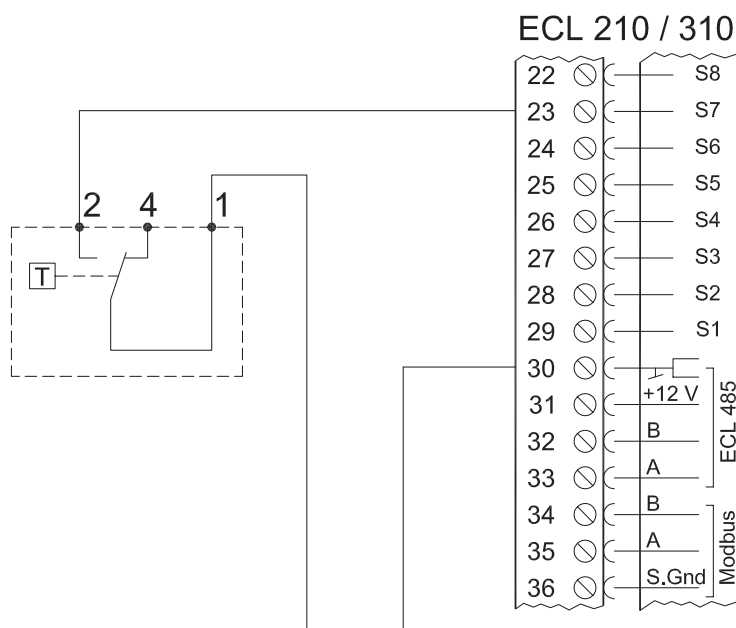 ECL 210 / 310
22 S8
23 S7
24 S6
25 S5
26 S4
27 S3
28 S2
29 S1
30
31 +12 V
32 B
33 A
34 B
35 A
36 S.Gnd
ECL 485
Modbus
2 4 1
T